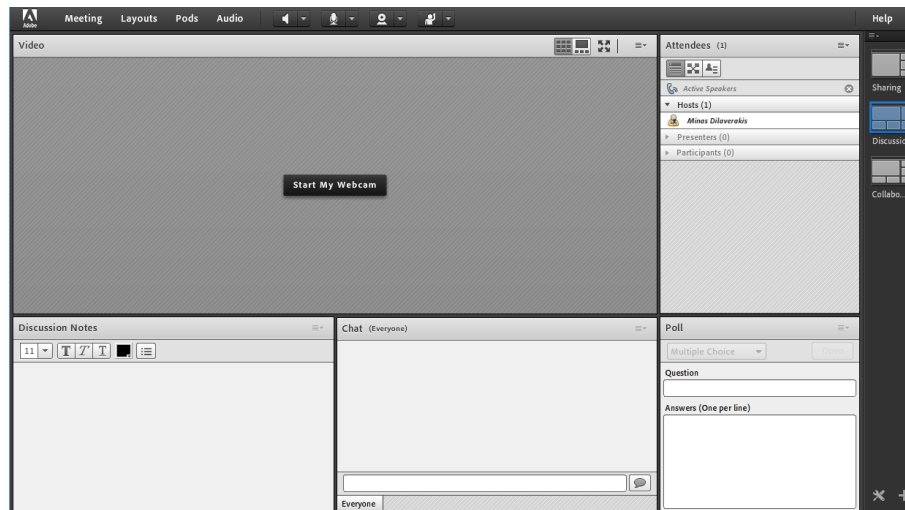 Adobe
Meeting Layouts Pods Audio Help
Video
Attendees (1)
Active Speakers
Hosts (1)
Minas Dilaverakis
Presenters (0)
Participants (0)
Start My Webcam
Sharing
Discussio
Collabo...
Discussion Notes
11 T T T
Chat (Everyone)
Everyone
Poll
Multiple Choice Open
Question
Answers (One per line)